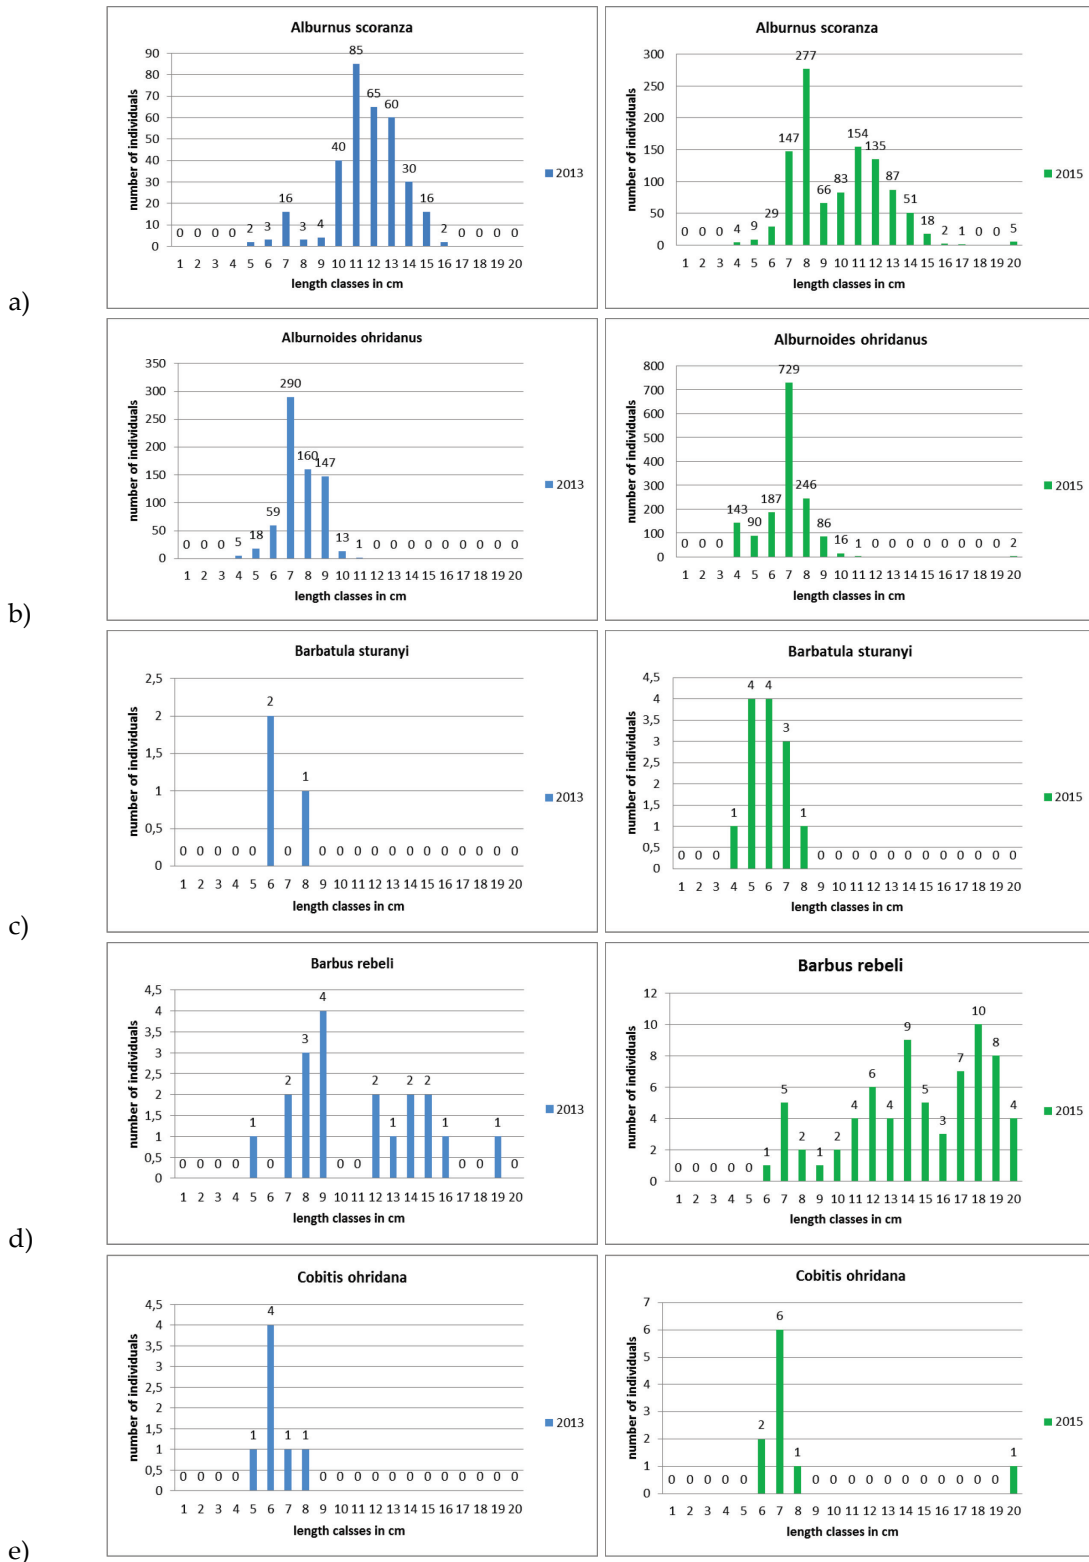 a)
Alburnus scoranza
number of individuals
90
80
70
60
50
40
30
20
10
0
0 0 0 0 2 3 16 3 4 40 85 65 60 30 16 2 0 0 0 0
1 2 3 4 5 6 7 8 9 10 11 12 13 14 15 16 17 18 19 20
length classes in cm
2013
Alburnus scoranza
number of individuals
300
250
200
150
100
50
0
0 0 0 4 9 29 147 277 66 83 154 135 87 51 18 2 1 0 0 5
1 2 3 4 5 6 7 8 9 10 11 12 13 14 15 16 17 18 19 20
length classes in cm
2015
b)
Alburnoides ohridanus
number of individuals
350
300
250
200
150
100
50
0
0 0 0 5 18 59 290 160 147 13 1 0 0 0 0 0 0 0 0 0
1 2 3 4 5 6 7 8 9 10 11 12 13 14 15 16 17 18 19 20
length classes in cm
2013
Alburnoides ohridanus
number of individuals
800
700
600
500
400
300
200
100
0
0 0 0 143 90 187 729 246 86 16 1 0 0 0 0 0 0 0 0 2
1 2 3 4 5 6 7 8 9 10 11 12 13 14 15 16 17 18 19 20
length classes in cm
2015
c)
Barbatula sturanyi
number of individuals
2,5
2
1,5
1
0,5
0
0 0 0 0 0 2 0 1 0 0 0 0 0 0 0 0 0 0 0 0
1 2 3 4 5 6 7 8 9 10 11 12 13 14 15 16 17 18 19 20
length classes in cm
2013
Barbatula sturanyi
number of individuals
4,5
4
3,5
3
2,5
2
1,5
1
0,5
0
0 0 0 1 4 4 3 1 0 0 0 0 0 0 0 0 0 0 0 0
1 2 3 4 5 6 7 8 9 10 11 12 13 14 15 16 17 18 19 20
length classes in cm
2015
d)
Barbus rebeli
number of individuals
4,5
4
3,5
3
2,5
2
1,5
1
0,5
0
0 0 0 0 1 0 2 3 4 0 0 2 1 2 2 1 0 0 1 0
1 2 3 4 5 6 7 8 9 10 11 12 13 14 15 16 17 18 19 20
length classes in cm
2013
Barbus rebeli
number of individuals
12
10
8
6
4
2
0
0 0 0 0 0 1 5 2 1 2 4 6 4 9 5 3 7 10 8 4
1 2 3 4 5 6 7 8 9 10 11 12 13 14 15 16 17 18 19 20
length classes in cm
2015
e)
Cobitis ohridana
number of individuals
4,5
4
3,5
3
2,5
2
1,5
1
0,5
0
0 0 0 0 1 4 1 1 0 0 0 0 0 0 0 0 0 0 0 0
1 2 3 4 5 6 7 8 9 10 11 12 13 14 15 16 17 18 19 20
length calsses in cm
2013
Cobitis ohridana
number of individuals
7
6
5
4
3
2
1
0
0 0 0 0 0 2 6 1 0 0 0 0 0 0 0 0 0 0 0 1
1 2 3 4 5 6 7 8 9 10 11 12 13 14 15 16 17 18 19 20
length classes in cm
2015